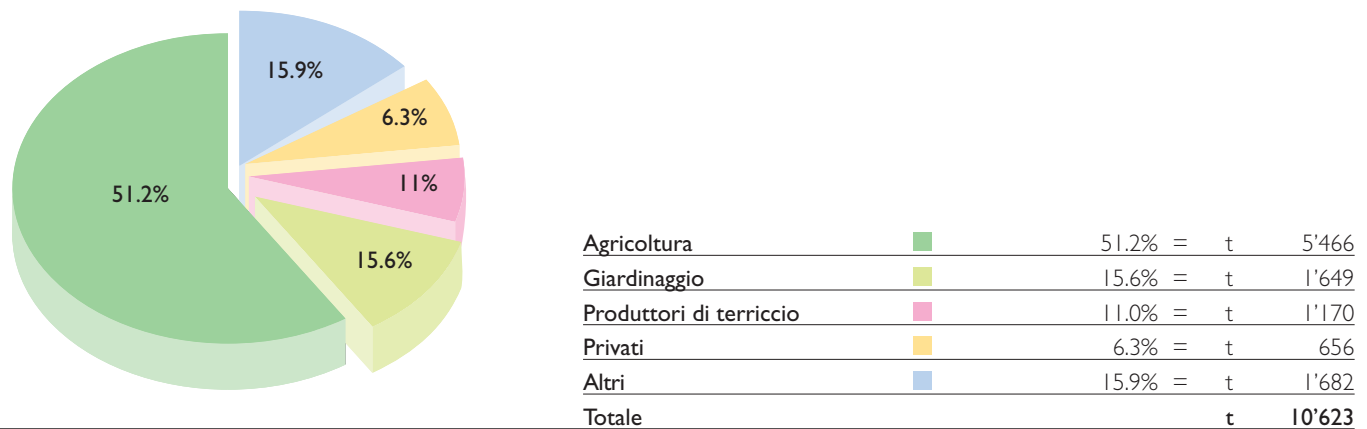 15.9%
6.3%
11%
51.2%
15.6%
Agricoltura 51.2% = t 5'466
Giardinaggio 15.6% = t 1'649
Produttori di terriccio 11.0% = t 1'170
Privati 6.3% = t 656
Altri 15.9% = t 1'682
Totale t 10'623